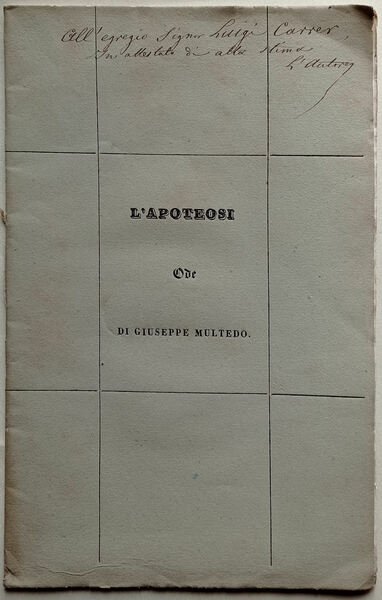 All'egregio Signor Luigi Carrer,
In attestato di alta stima
L'Autore
L'APOTEOSI
Ode
DI GIUSEPPE MULTEDO.